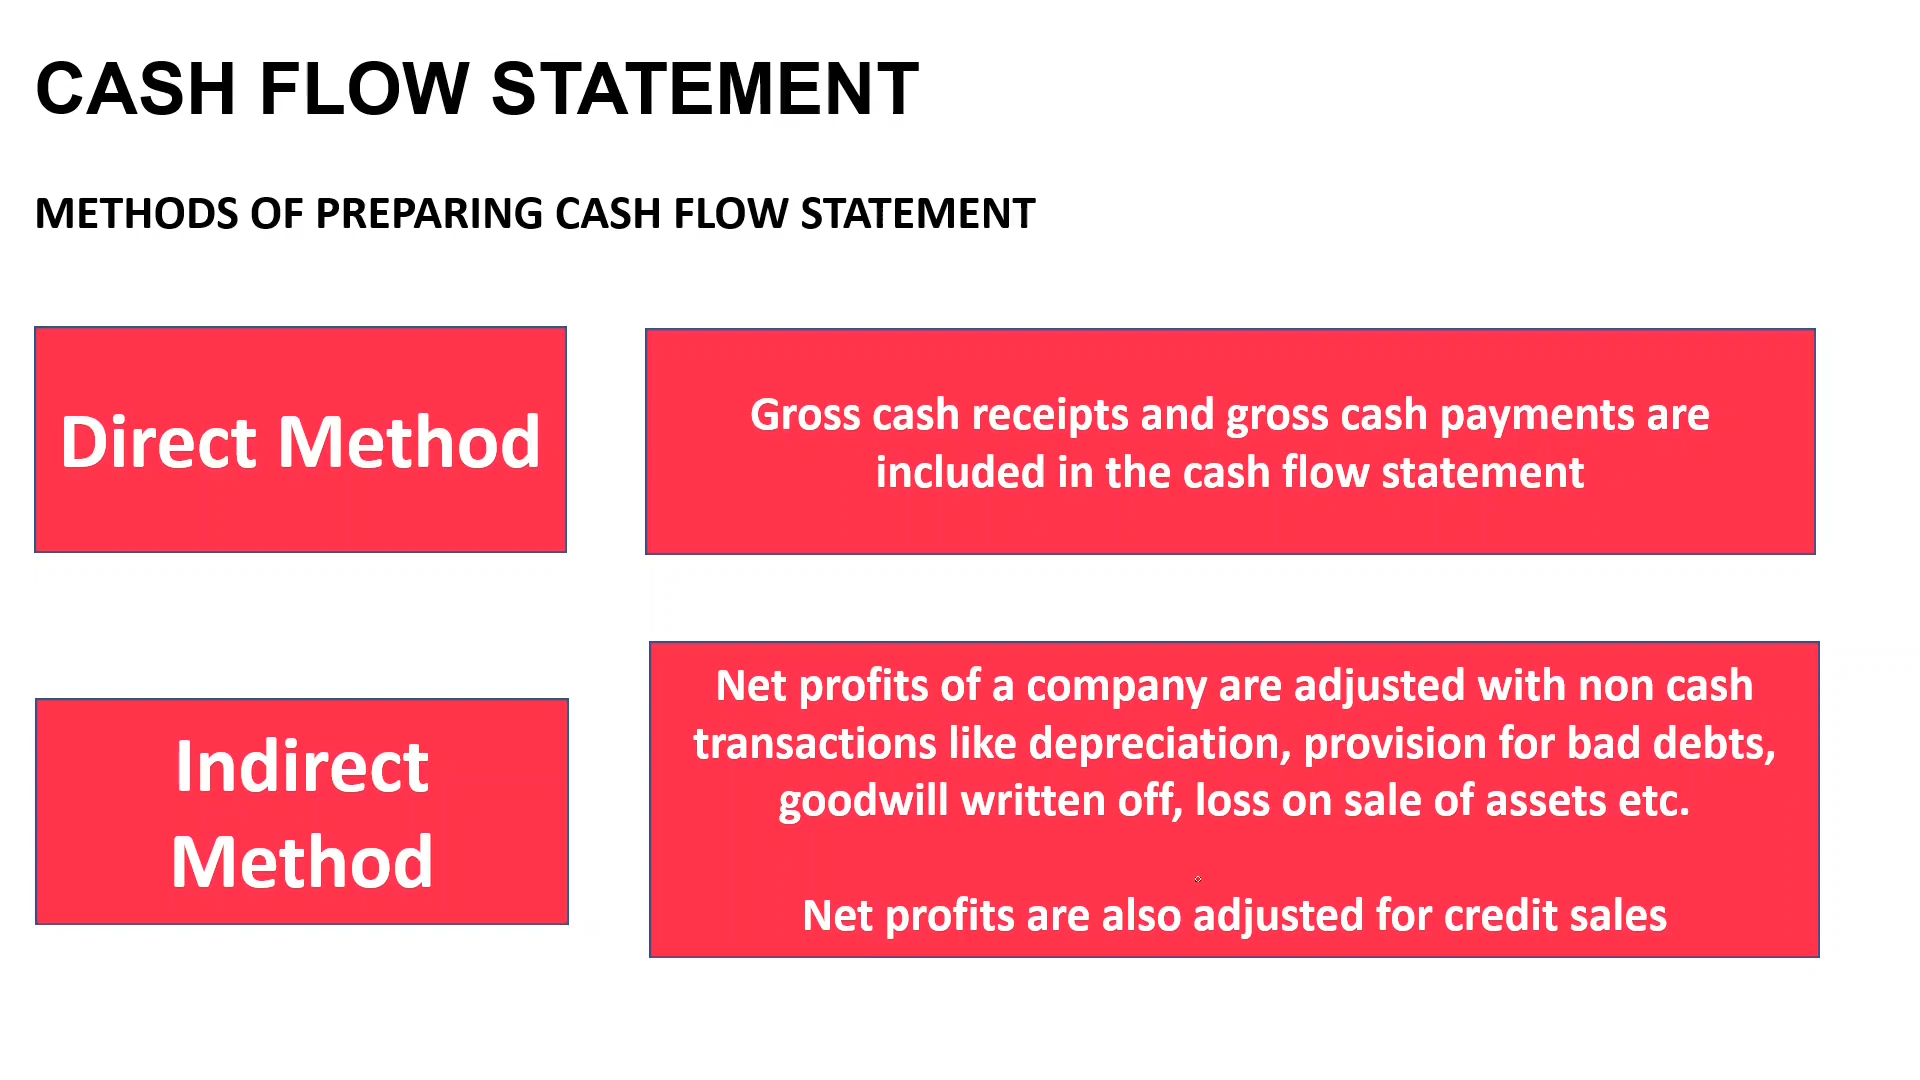 CASH FLOW STATEMENT
METHODS OF PREPARING CASH FLOW STATEMENT
Direct Method
Gross cash receipts and gross cash payments are
included in the cash flow statement
Indirect
Method
Net profits of a company are adjusted with non cash
transactions like depreciation, provision for bad debts,
goodwill written off, loss on sale of assets etc.
Net profits are also adjusted for credit sales